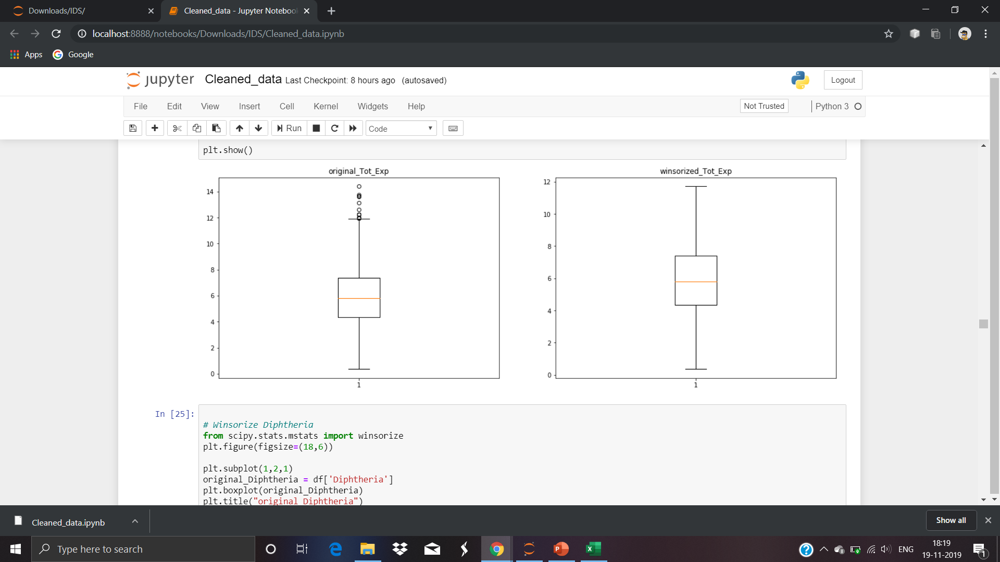 Downloads/IDS/
Cleaned_data - Jupyter Noteboo
localhost:8888/notebooks/Downloads/IDS/Cleaned_data.ipynb
Apps Google
jupyter Cleaned_data Last Checkpoint: 8 hours ago (autosaved) Logout
File Edit View Insert Cell Kernel Widgets Help Not Trusted Python 3
Run Code
plt.show()
original_Tot_Exp
14
12
10
8
6
4
2
0
1
winsorized_Tot_Exp
12
10
8
6
4
2
0
1
In [25]:
# Winsorize Diphtheria
from scipy.stats.mstats import winsorize
plt.figure(figsize=(18,6))
plt.subplot(1,2,1)
original_Diphtheria = df['Diphtheria']
plt.boxplot(original_Diphtheria)
plt.title("original_Diphtheria")
Cleaned_data.ipynb Show all
Type here to search
ENG
18:19
19-11-2019
1